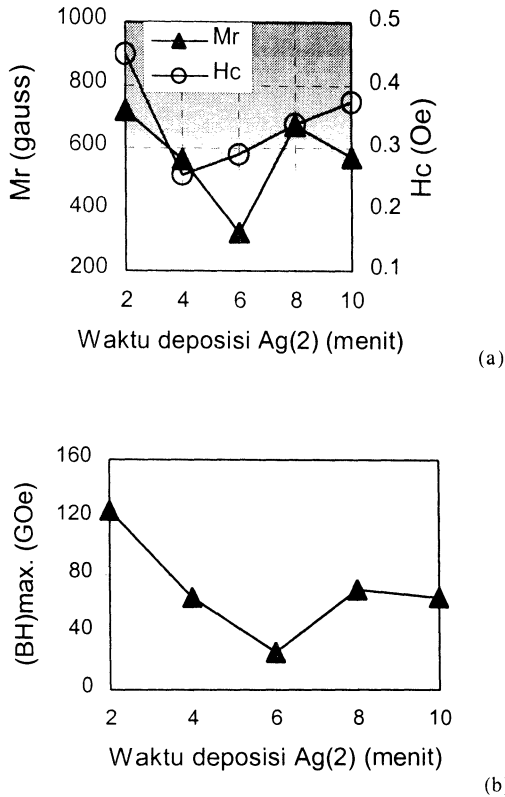 1000
800
600
400
200
Mr (gauss)
Mr
Hc
0.5
0.4
0.3
0.2
0.1
Hc (Oe)
2 4 6 8 10
Waktu deposisi Ag(2) (menit)
(a)
160
120
80
40
0
(BH)max. (GOe)
2 4 6 8 10
Waktu deposisi Ag(2) (menit)
(b)